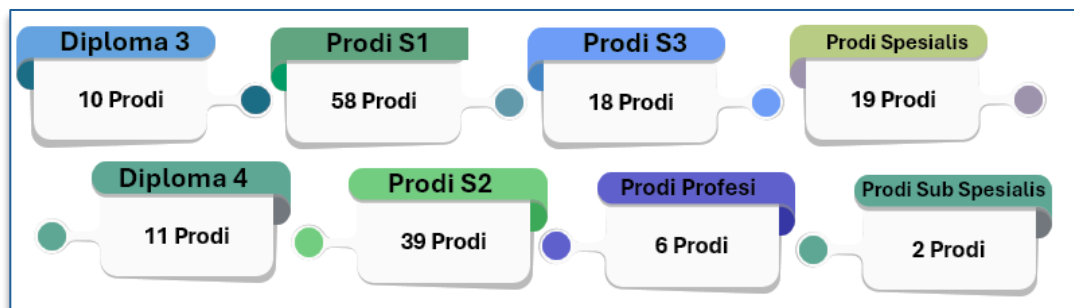 Diploma 3
10 Prodi
Prodi S1
58 Prodi
Prodi S3
18 Prodi
Prodi Spesialis
19 Prodi
Diploma 4
11 Prodi
Prodi S2
39 Prodi
Prodi Profesi
6 Prodi
Prodi Sub Spesialis
2 Prodi